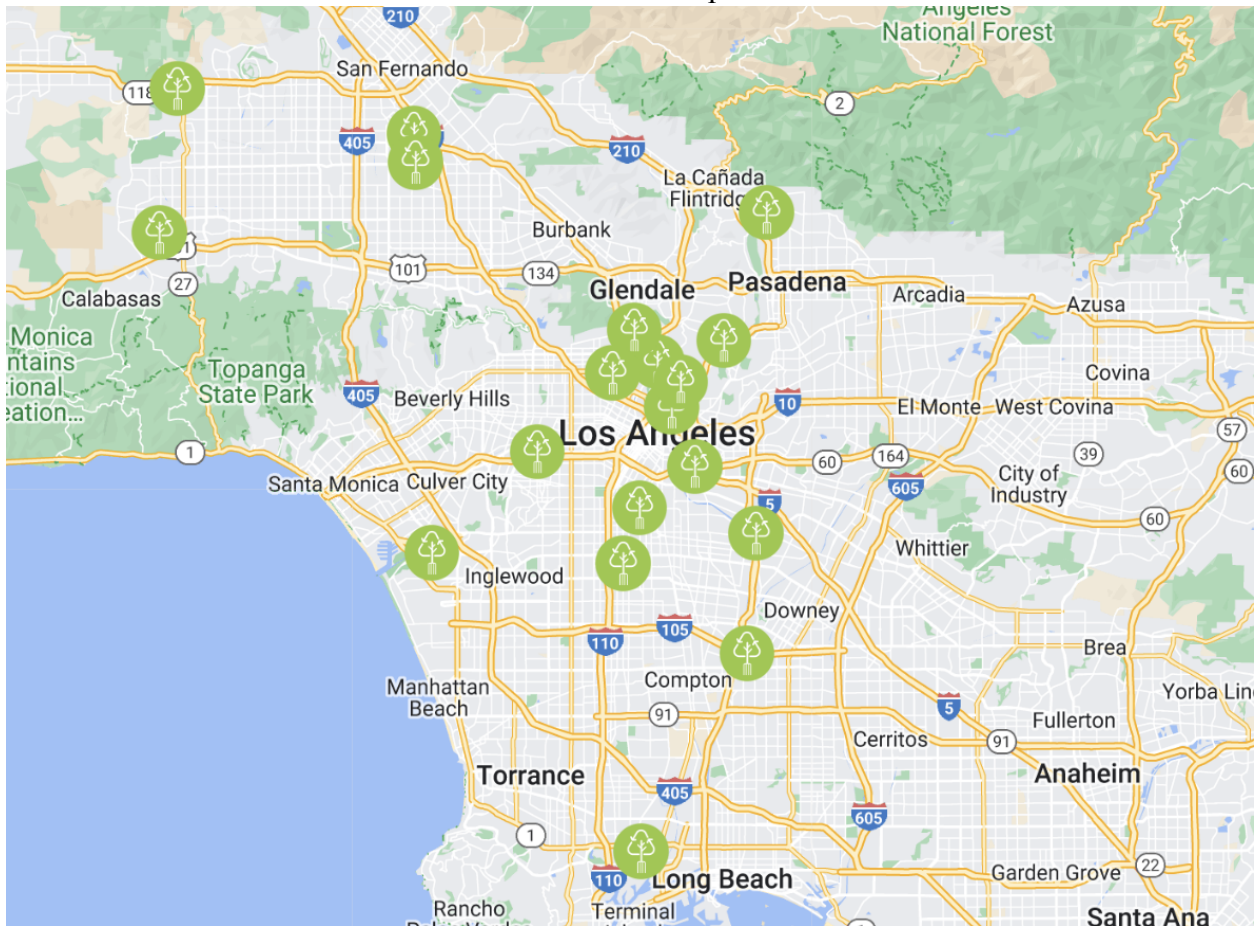 210
Angeles
National Forest
San Fernando
118
2
405
210
La Cañada
Flintridg
Burbank
101
134
27
Calabasas
Glendale
Pasadena
Arcadia
Azusa
Monica
ntains
tional
eation...
Topanga
State Park
405
Beverly Hills
Covina
10
El Monte
West Covina
57
Los Angeles
1
60
164
39
60
Santa Monica
Culver City
City of
Industry
605
5
60
Whittier
Inglewood
Downey
105
110
Brea
Compton
Manhattan
Beach
Yorba Lin
91
5
Fullerton
Cerritos
91
Torrance
Anaheim
405
605
1
22
110
Long Beach
Garden Grove
Rancho
Terminal
Santa Ana